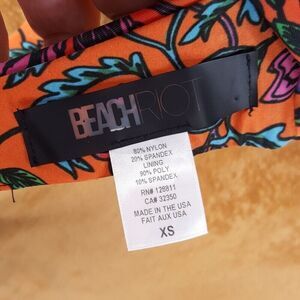 BEACHRIOT
80% NYLON
20% SPANDEX
LINING
90% POLY
10% SPANDEX
RN# 128811
CA# 32350
MADE IN THE USA
FAIT AUX USA
XS